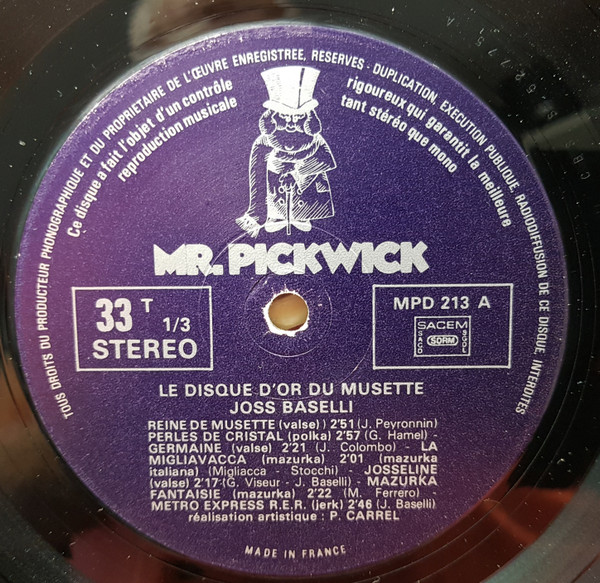 TOUS DROITS DU PRODUCTEUR PHONOGRAPHIQUE ET DU PROPRIETAIRE DE L'ŒUVRE ENREGISTREE, RESERVES - DUPLICATION, EXECUTION PUBLIQUE, RADIODIFFUSION DE CE DISQUE, INTERDITES
Ce disque a fait l'objet d'un contrôle
rigoureux qui garantit la meilleure
reproduction musicale
tant stéréo que mono
MR. PICKWICK
33 T
1/3
STEREO
MPD 213 A
SACEM
SACD
SDRM
SGDL
LE DISQUE D'OR DU MUSETTE
JOSS BASELLI
REINE DE MUSETTE (valse) ) 2'51 (J. Peyronnin)
PERLES DE CRISTAL (polka) 2'57 (G. Hamel) -
GERMAINE (valse) 2'21 (J. Colombo) - LA
MIGLIAVACCA (mazurka) 2'01 (mazurka
italiana) (Migliacca - Stocchi) - JOSSELINE
(valse) 2'17 (G. Viseur - J. Baselli) - MAZURKA
FANTAISIE (mazurka) 2'22 (M. Ferrero) -
METRO EXPRESS R.E.R. (jerk) 2'46 (J. Baselli)
réalisation artistique : P. CARREL
MADE IN FRANCE